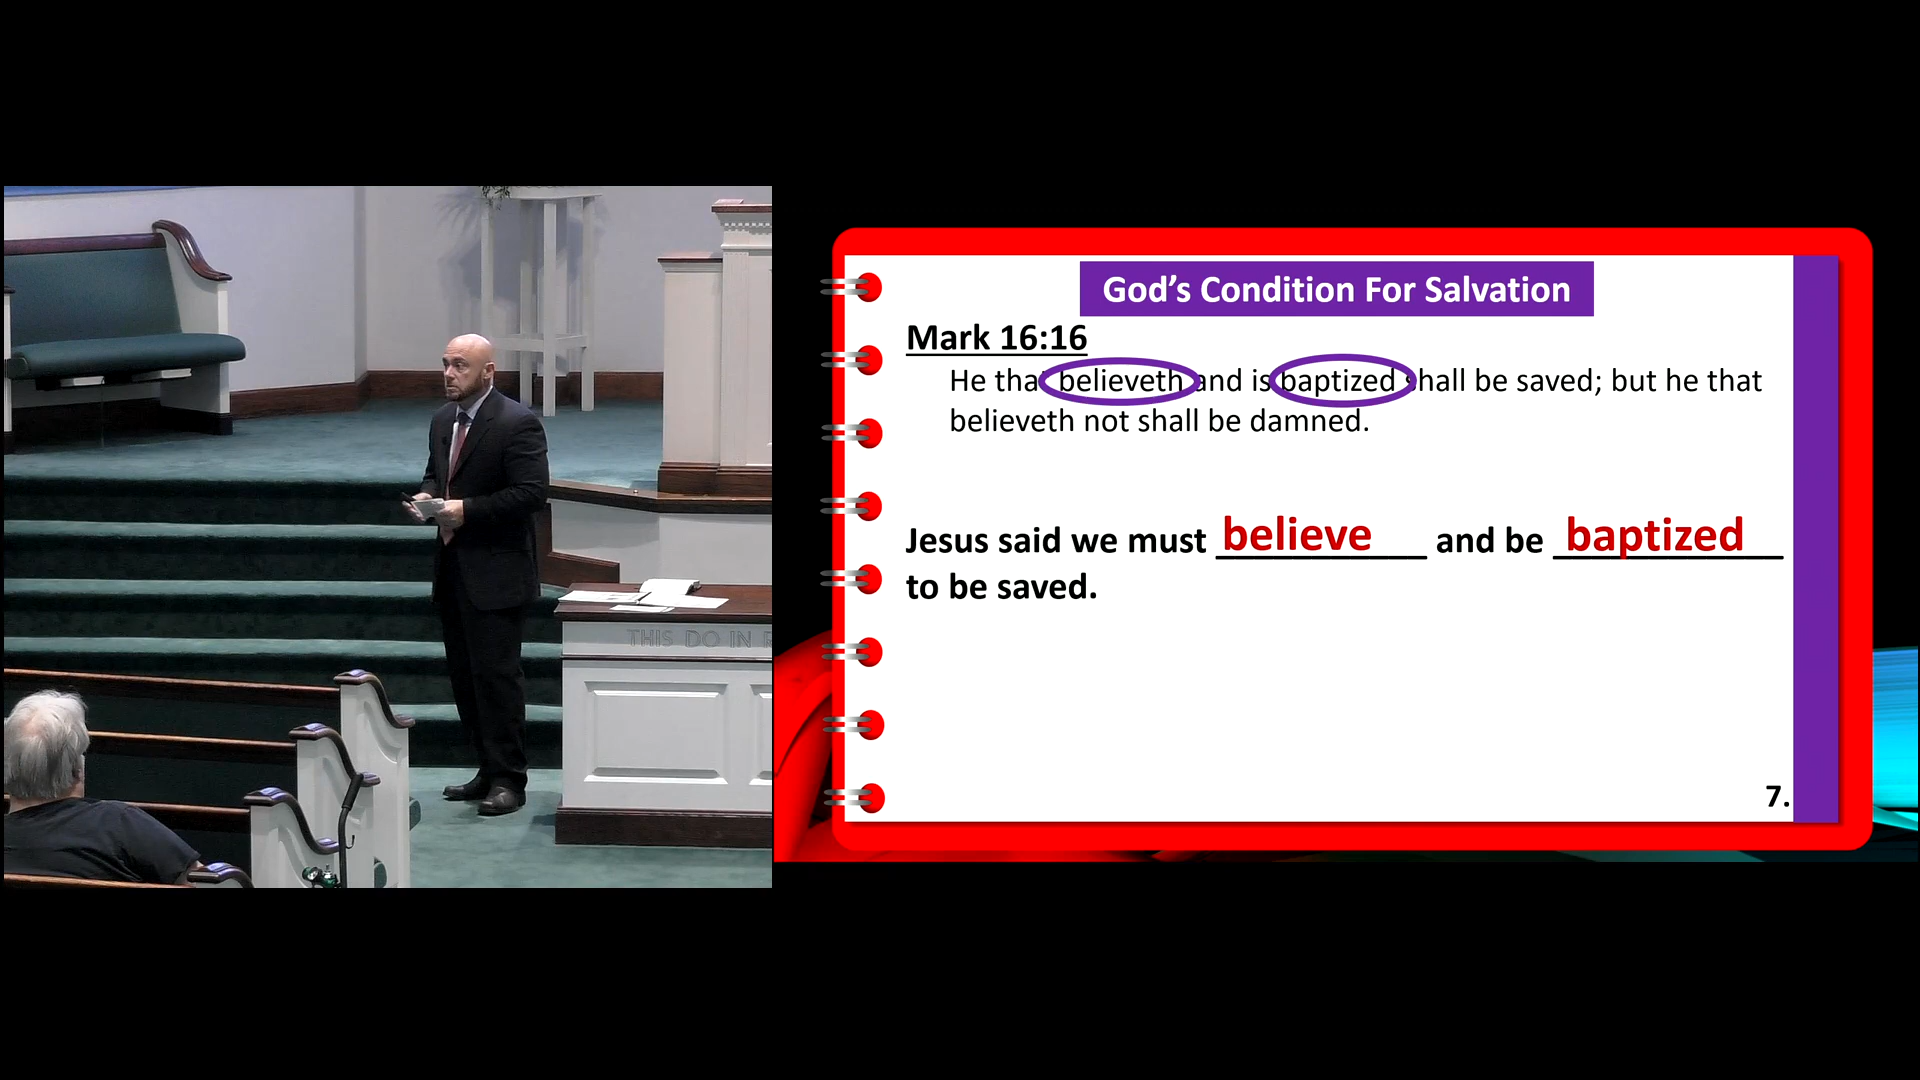 God's Condition For Salvation
Mark 16:16
He that believeth and is baptized shall be saved; but he that
believeth not shall be damned.
Jesus said we must believe and be baptized
to be saved.
7.
THIS DO IN